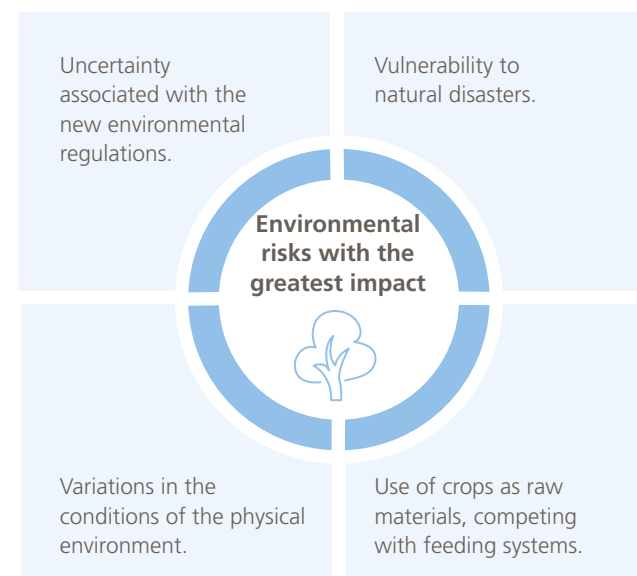 Uncertainty
associated with the
new environmental
regulations.
Vulnerability to
natural disasters.
Environmental
risks with the
greatest impact
Variations in the
conditions of the physical
environment.
Use of crops as raw
materials, competing
with feeding systems.